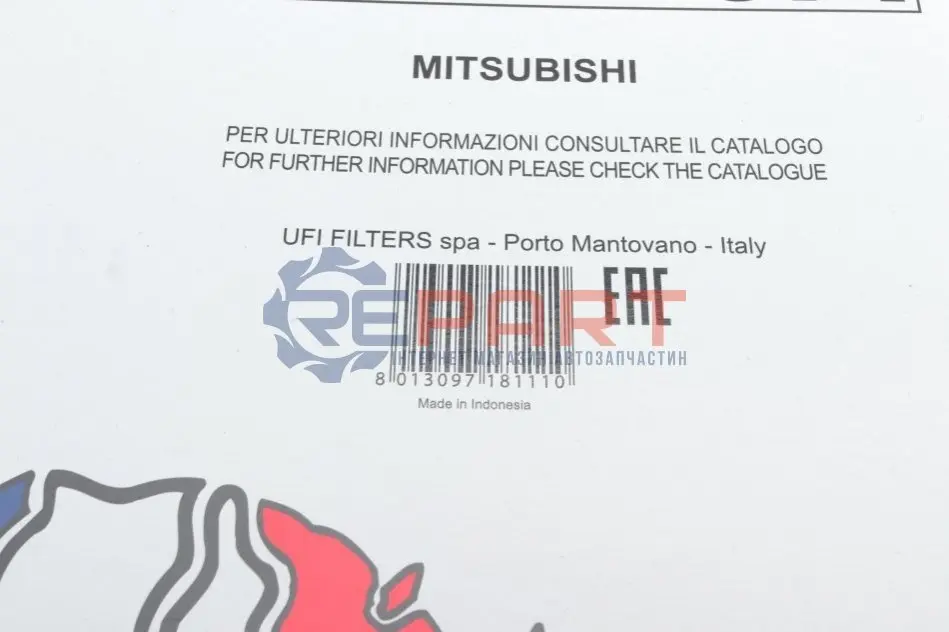 MITSUBISHI
PER ULTERIORI INFORMAZIONI CONSULTARE IL CATALOGO
FOR FURTHER INFORMATION PLEASE CHECK THE CATALOGUE
UFI FILTERS spa - Porto Mantovano - Italy
EAC
REPART
ІНТЕРНЕТ МАГАЗИН АВТОЗАПЧАСТИН
8 013097 181110
Made in Indonesia